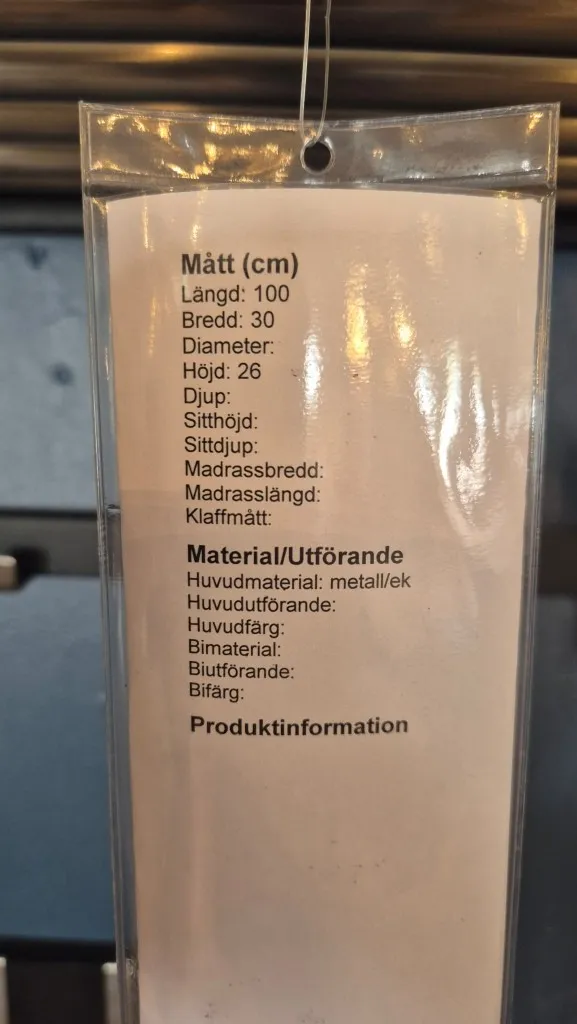 Mått (cm)
Längd: 100
Bredd: 30
Diameter:
Höjd: 26
Djup:
Sitthöjd:
Sittdjup:
Madrassbredd:
Madrasslängd:
Klaffmått:
Material/Utförande
Huvudmaterial: metall/ek
Huvudutförande:
Huvudfärg:
Bimaterial:
Biutförande:
Bifärg:
Produktinformation